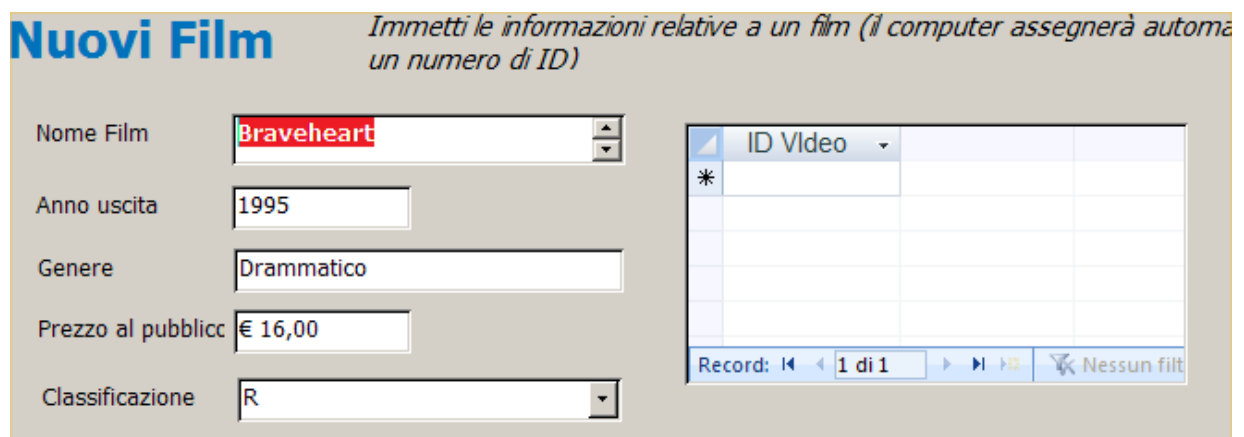 Nuovi Film
Immetti le informazioni relative a un film (il computer assegnerà automa
un numero di ID)
Nome Film Braveheart
Anno uscita 1995
Genere Drammatico
Prezzo al pubblico € 16,00
Classificazione R
ID VIdeo
Record: 1 di 1 Nessun filt